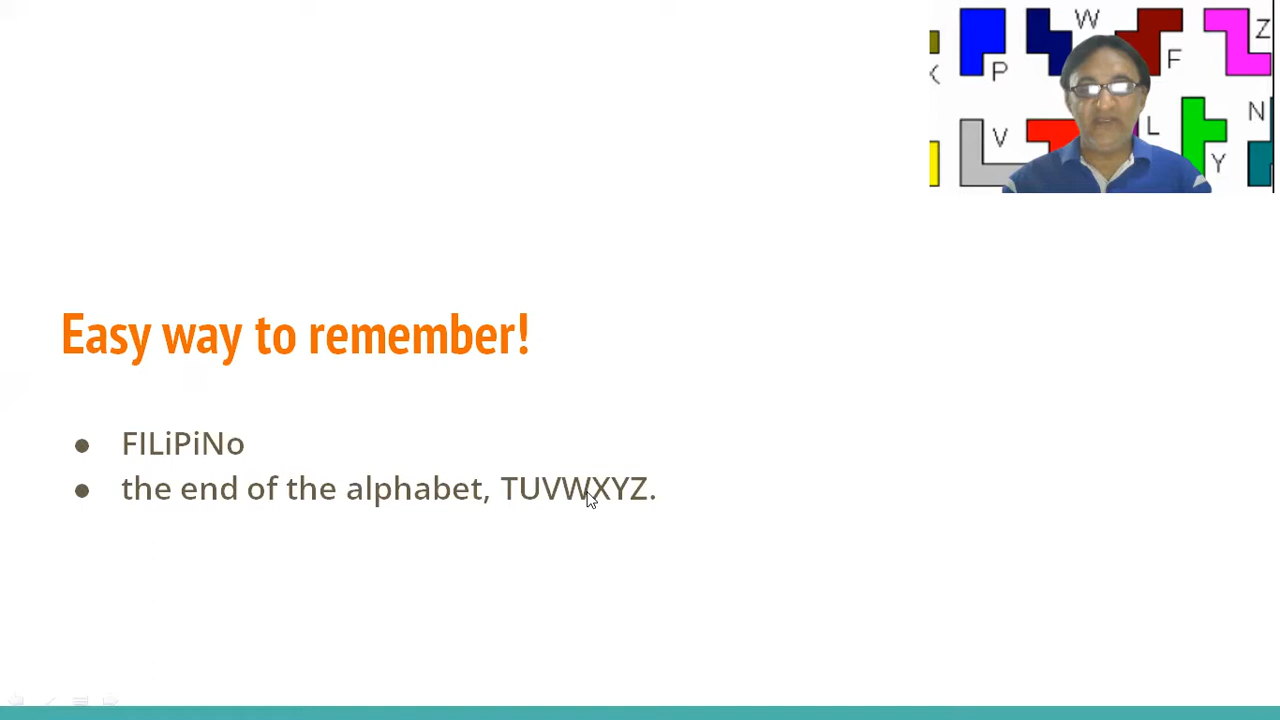 W
Z
F
X
P
N
V
L
Y
Easy way to remember!
FILiPiNo
the end of the alphabet, TUVWXYZ.